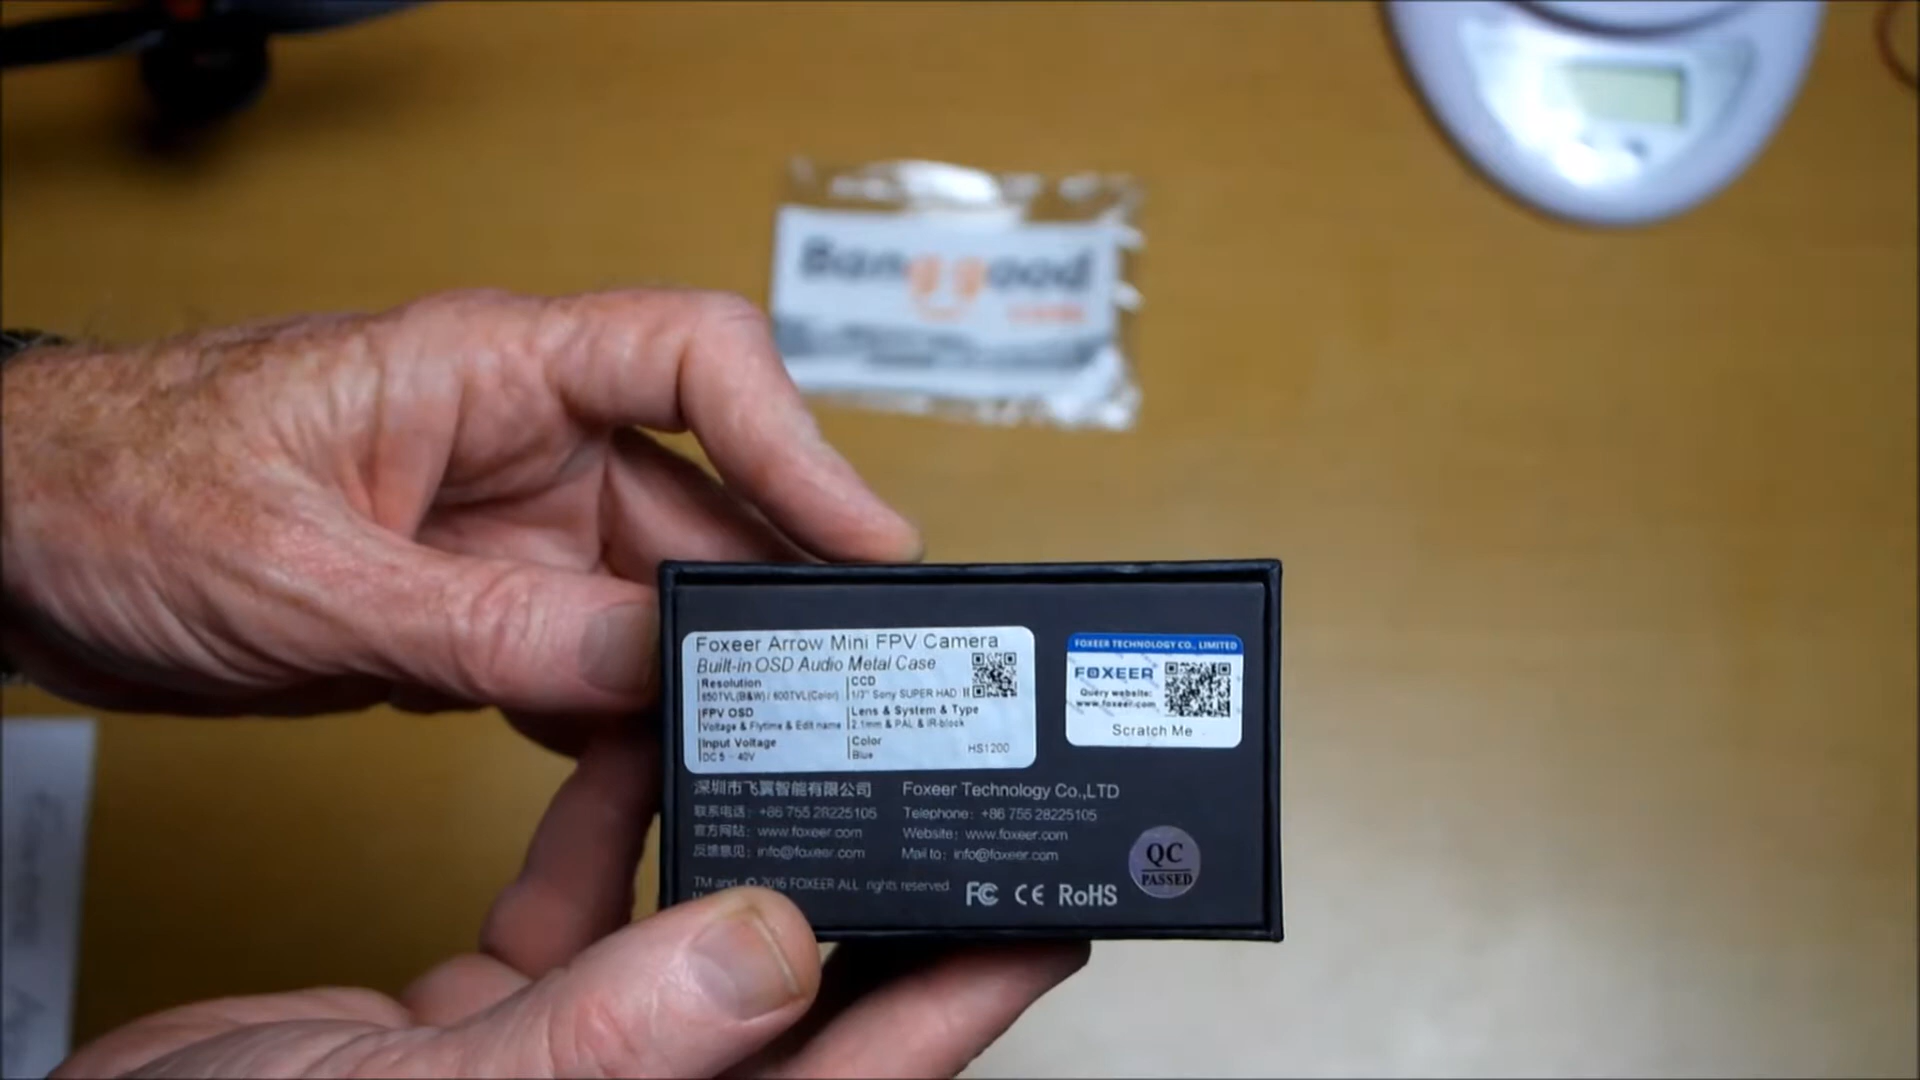 Banggood
Foxeer Arrow Mini FPV Camera
Built-in OSD Audio Metal Case
Resolution
650TVL(B&W) / 600TVL(Color)
CCD
1/3" Sony SUPER HAD II
FPV OSD
Voltage & Flytime & Edit name
Lens & System & Type
2.1mm & PAL & IR-block
Input Voltage
DC 5 - 40V
Color
Blue
HS1200
FOXEER TECHNOLOGY CO., LIMITED
FOXEER
Query website:
www.foxeer.com
Scratch Me
深圳市飞翼智能有限公司
联系电话: +86 755 28225105
官方网站: www.foxeer.com
反馈意见: info@foxeer.com
Foxeer Technology Co.,LTD
Telephone: +86 755 28225105
Website: www.foxeer.com
Mail to: info@foxeer.com
TM and © 2016 FOXEER ALL rights reserved
FC CE RoHS
QC
PASSED